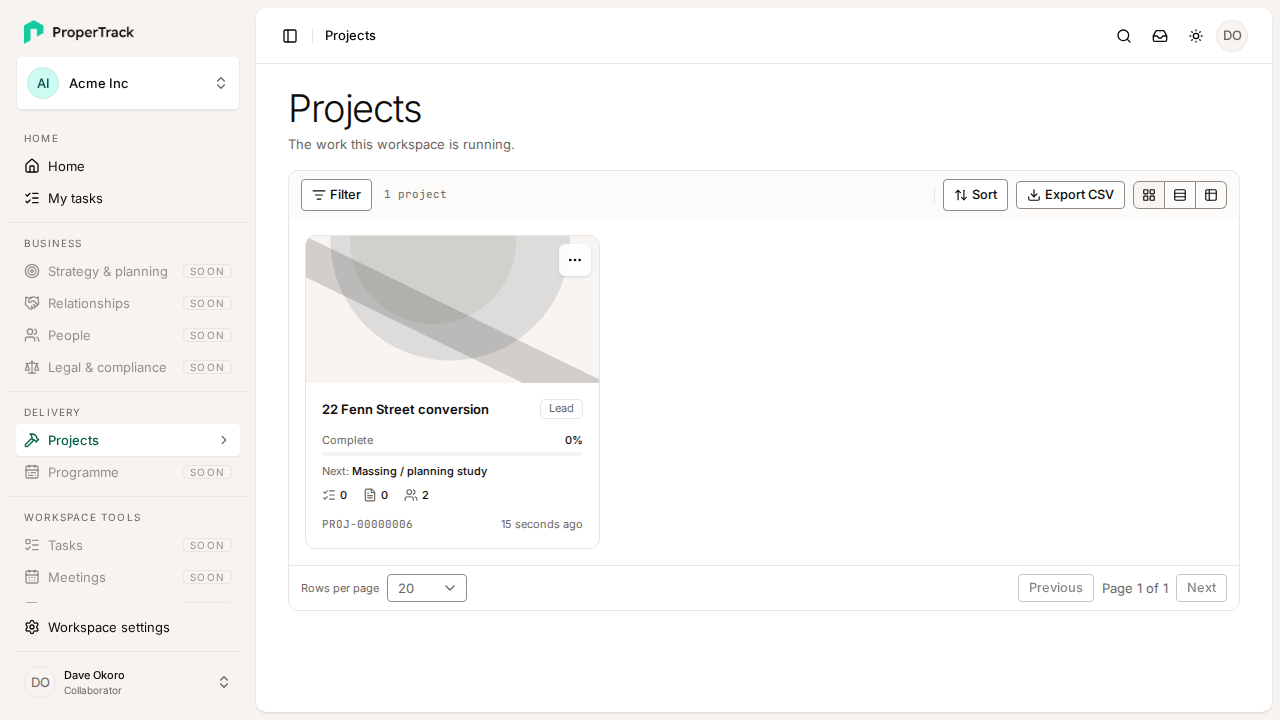 ProperTrack
AI
Acme Inc
HOME
Home
My tasks
BUSINESS
Strategy & planning SOON
Relationships SOON
People SOON
Legal & compliance SOON
DELIVERY
Projects
Programme SOON
WORKSPACE TOOLS
Tasks SOON
Meetings SOON
Workspace settings
DO
Dave Okoro
Collaborator
Projects
DO
Projects
The work this workspace is running.
Filter 1 project Sort Export CSV
22 Fenn Street conversion Lead
Complete 0%
Next: Massing / planning study
0 0 2
PROJ-00000006 15 seconds ago
Rows per page 20 Previous Page 1 of 1 Next